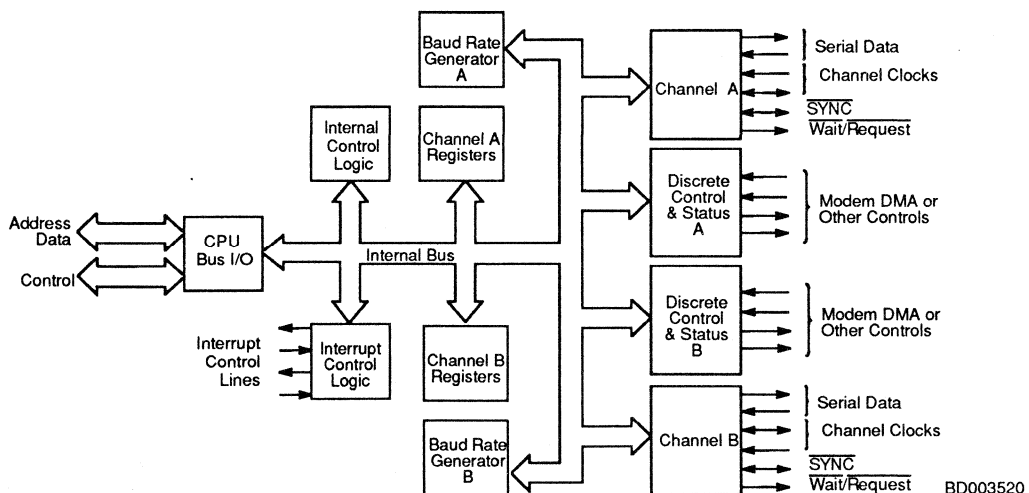 Baud Rate
Generator
A
Internal
Control
Logic
Channel A
Registers
Address
Data
Control
CPU
Bus I/O
Internal Bus
Interrupt
Control
Lines
Interrupt
Control
Logic
Channel B
Registers
Baud Rate
Generator
B
Channel A
Serial Data
Channel Clocks
SYNC
Wait/Request
Discrete
Control
& Status
A
Modem DMA or
Other Controls
Discrete
Control
& Status
B
Modem DMA or
Other Controls
Channel B
Serial Data
Channel Clocks
SYNC
Wait/Request
BD003520